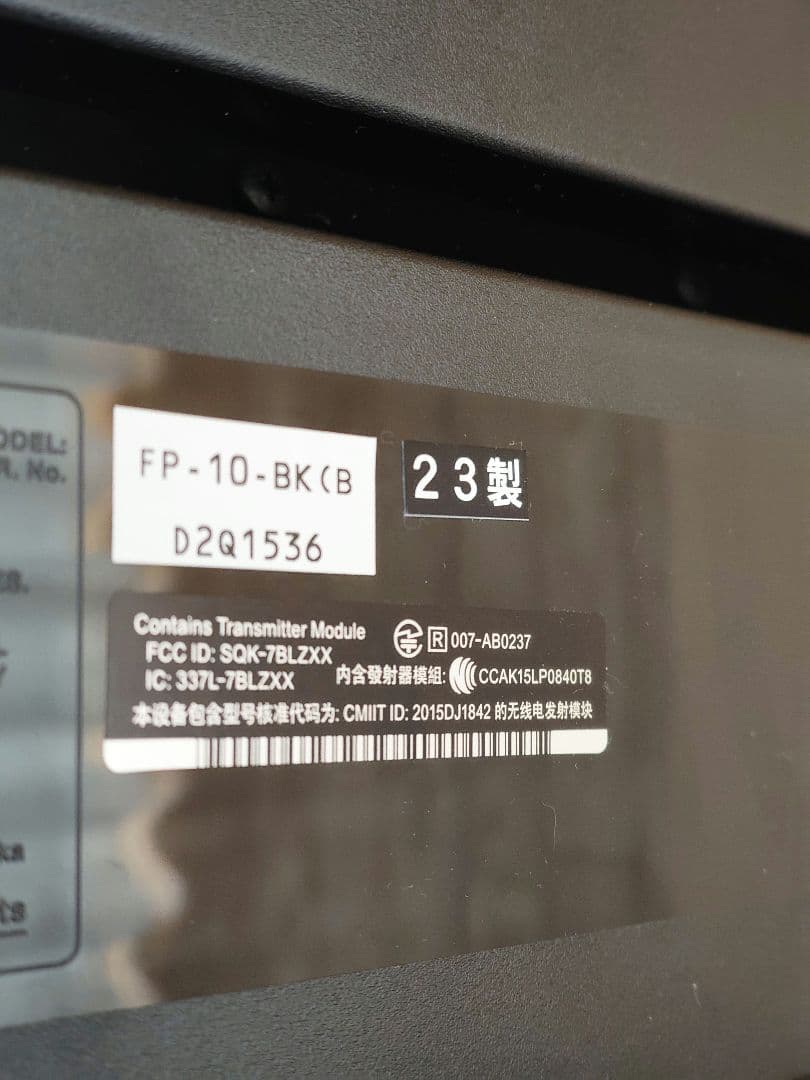 ODEL:
R. No.
FP-10-BK(B
D2Q1536
23製
Contains Transmitter Module
FCC ID: SQK-7BLZXX
IC: 337L-7BLZXX
R 007-AB0237
内含發射器模組: CCAK15LP0840T8
本设备包含型号核准代码为: CMIIT ID: 2015DJ1842 的无线电发射模块